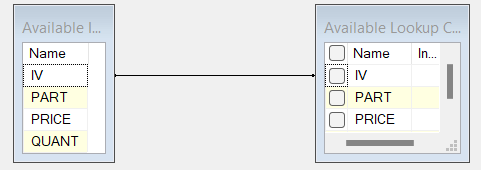 Available I...
Name
IV
PART
PRICE
QUANT
Available Lookup C...
Name In...
IV
PART
PRICE